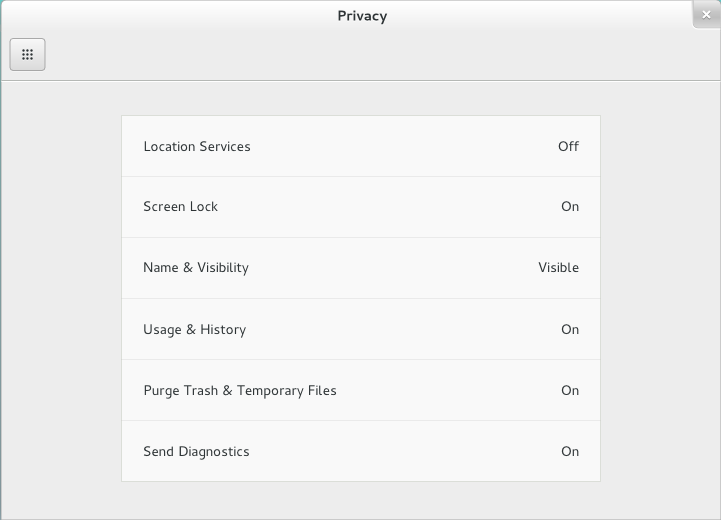 Privacy
Location Services Off
Screen Lock On
Name & Visibility Visible
Usage & History On
Purge Trash & Temporary Files On
Send Diagnostics On